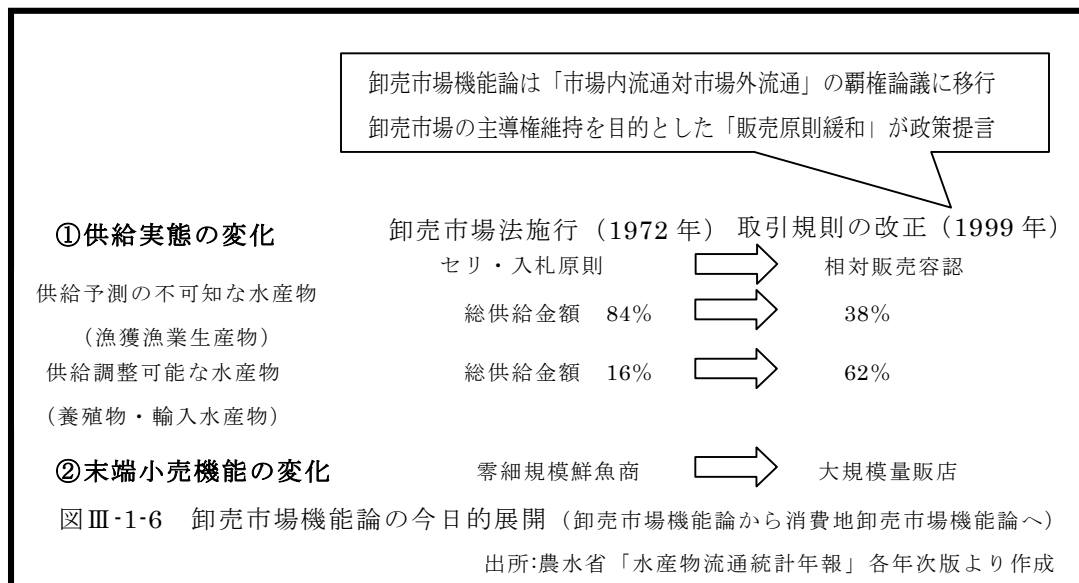 卸売市場機能論は「市場内流通対市場外流通」の覇権論議に移行
卸売市場の主導権維持を目的とした「販売原則緩和」が政策提言
①供給実態の変化 卸売市場法施行（1972 年）取引規則の改正（1999 年）
セリ・入札原則 相対販売容認
供給予測の不可知な水産物
総供給金額 84% 38%
（漁獲漁業生産物）
供給調整可能な水産物 総供給金額 16% 62%
（養殖物・輸入水産物）
②末端小売機能の変化 零細規模鮮魚商 大規模量販店
図Ⅲ-1-6 卸売市場機能論の今日的展開（卸売市場機能論から消費地卸売市場機能論へ）
出所:農水省「水産物流通統計年報」各年次版より作成